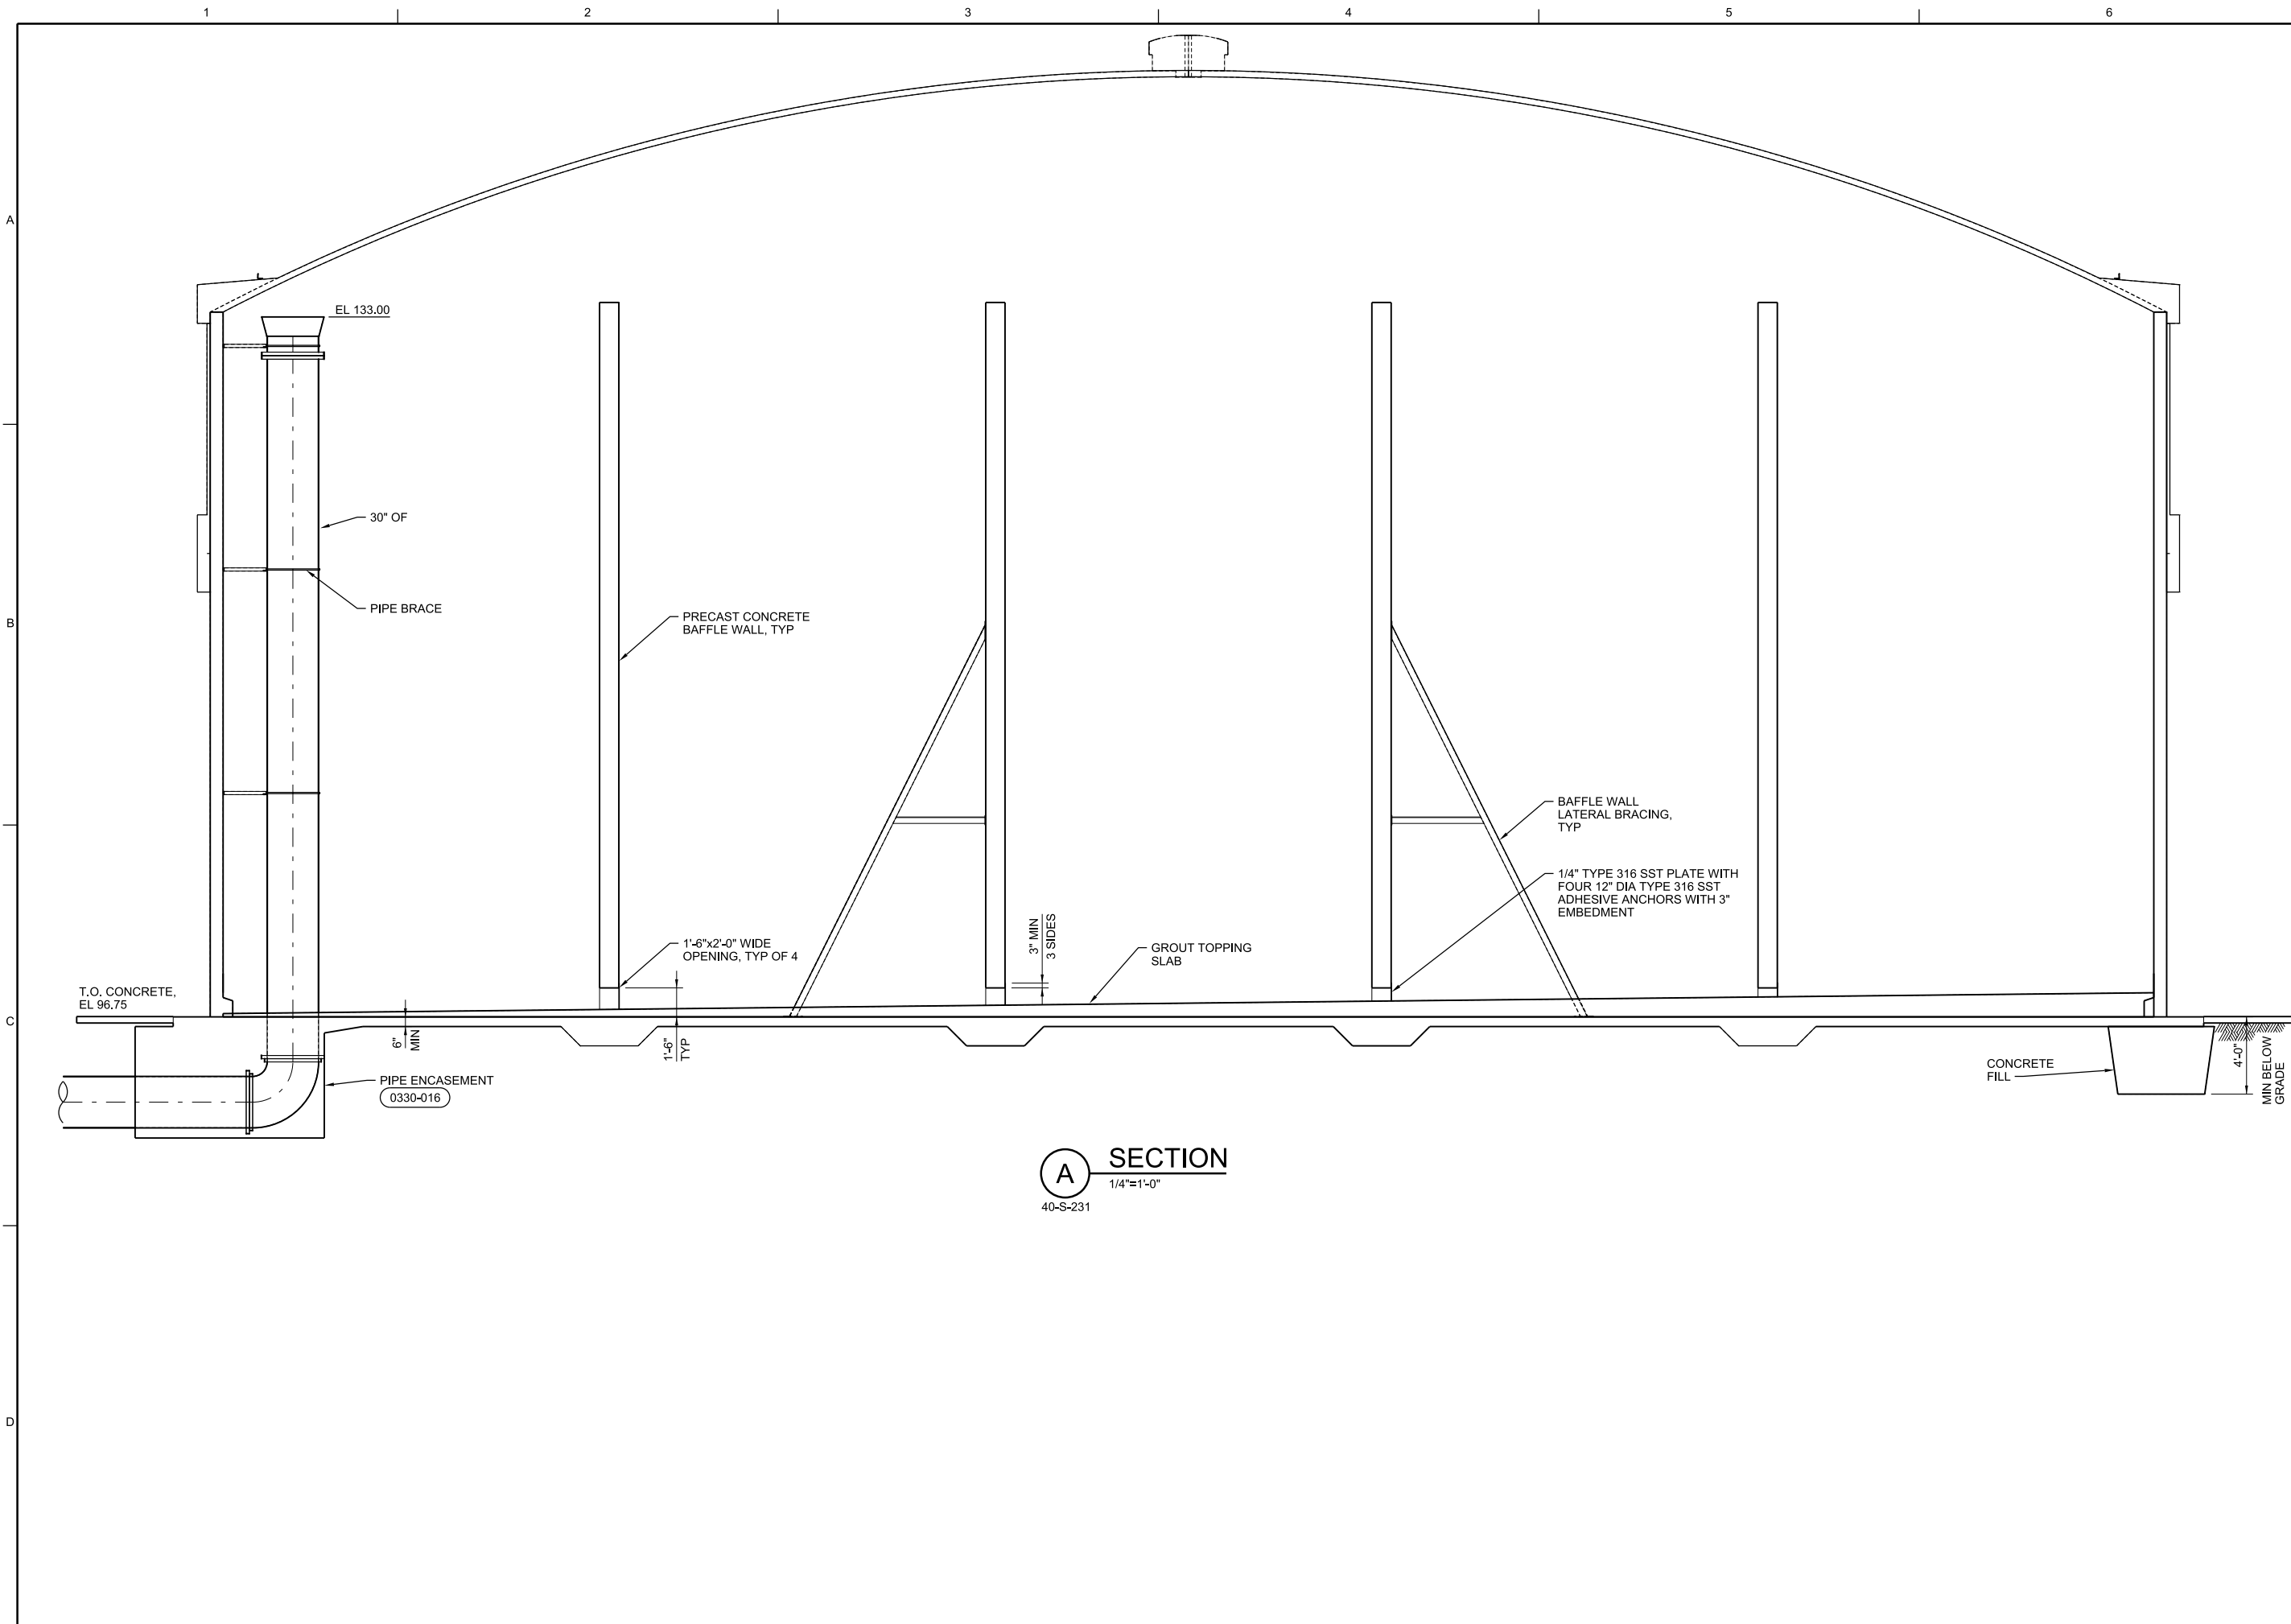 1
2
3
4
5
6
A
B
C
D
EL 133.00
30" OF
PIPE BRACE
PRECAST CONCRETE
BAFFLE WALL, TYP
BAFFLE WALL
LATERAL BRACING,
TYP
1/4" TYPE 316 SST PLATE WITH
FOUR 12" DIA TYPE 316 SST
ADHESIVE ANCHORS WITH 3"
EMBEDMENT
1'-6"x2'-0" WIDE
OPENING, TYP OF 4
3" MIN
3 SIDES
GROUT TOPPING
SLAB
T.O. CONCRETE,
EL 96.75
6"
MIN
1'-6"
TYP
PIPE ENCASEMENT
0330-016
CONCRETE
FILL
4'-0"
MIN BELOW
GRADE
A
SECTION
1/4"=1'-0"
40-S-231